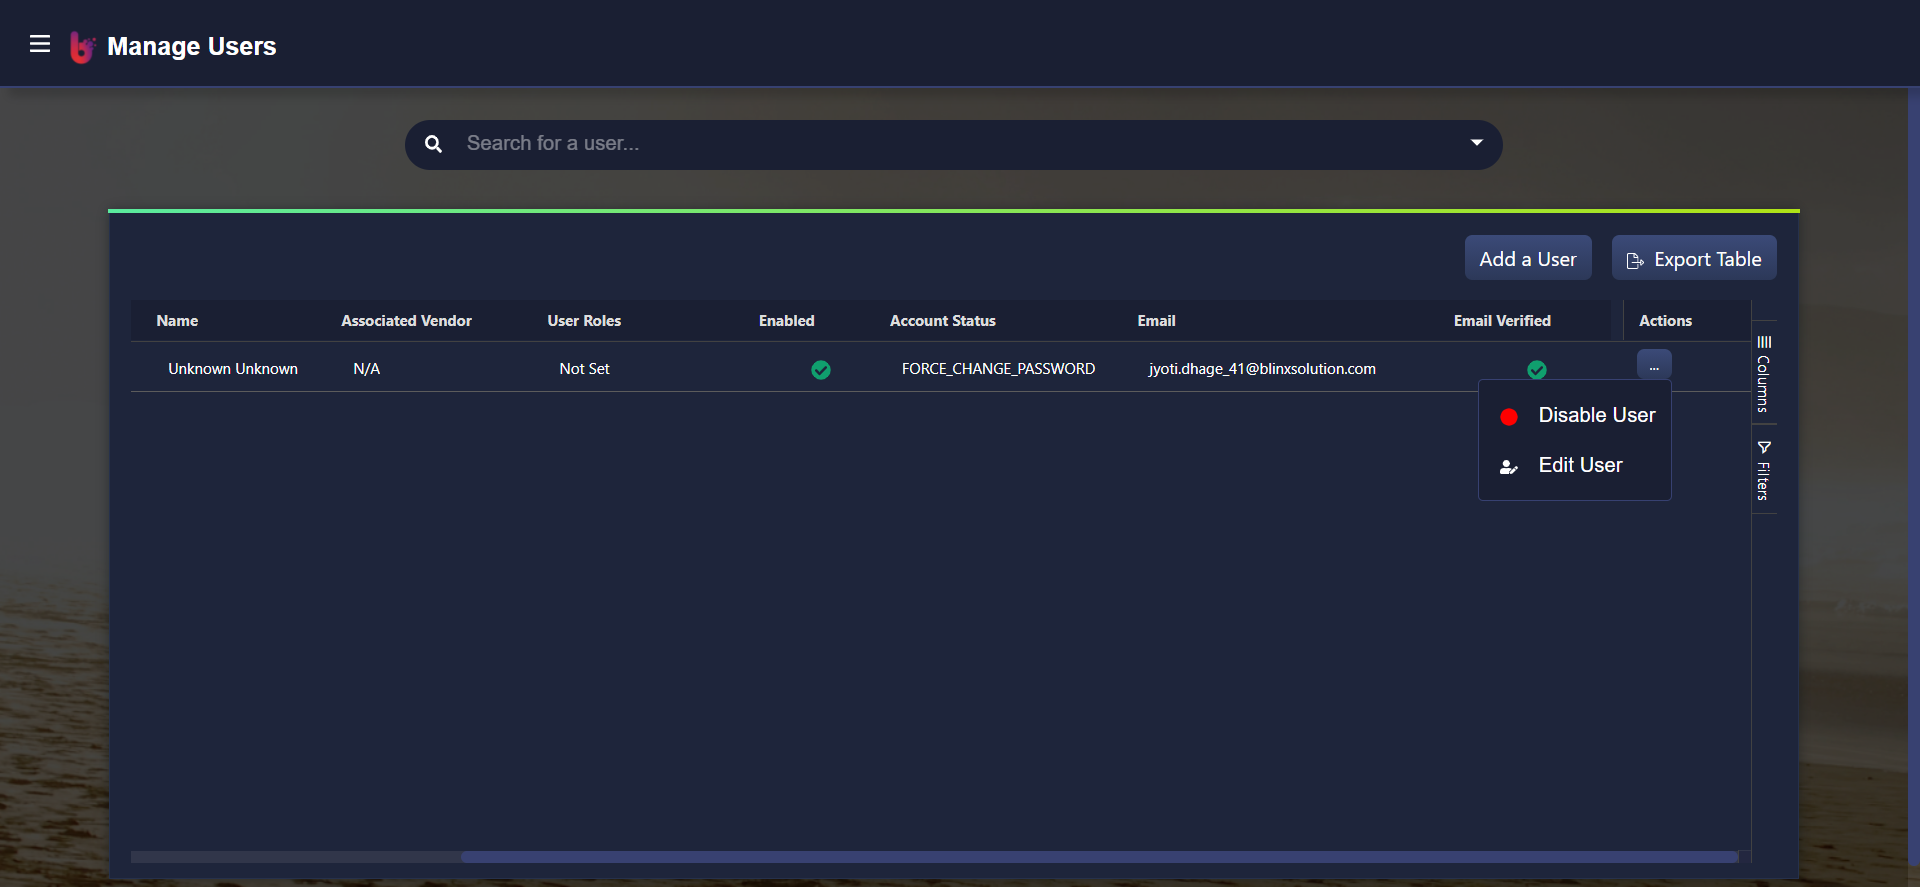 Manage Users
Search for a user...
Add a User
Export Table
Name Associated Vendor User Roles Enabled Account Status Email Email Verified Actions
Unknown Unknown N/A Not Set FORCE_CHANGE_PASSWORD jyoti.dhage_41@blinxsolution.com ...
Disable User
Edit User
Columns
Filters